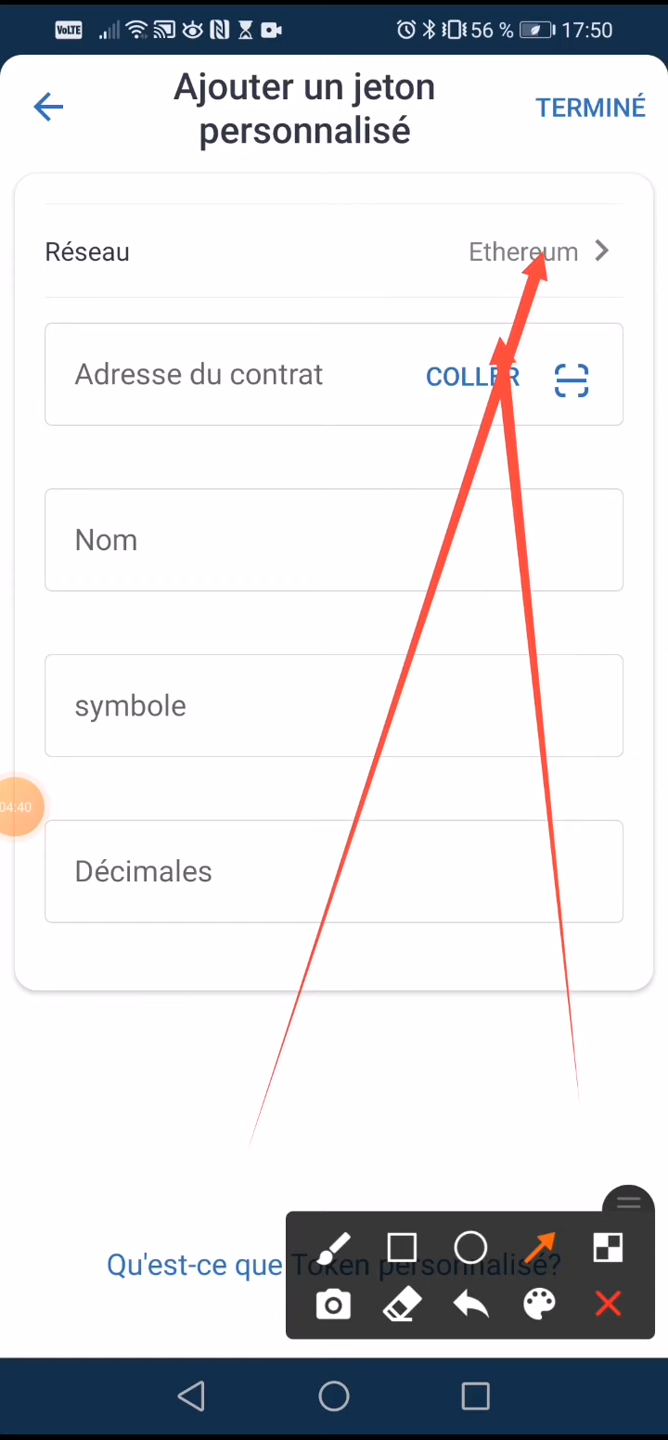 VoLTE 56 % 17:50
Ajouter un jeton
personnalisé
TERMINÉ
Réseau
Ethereum
Adresse du contrat
COLLER
Nom
symbole
04:40
Décimales
Qu'est-ce que Token personnalisé?